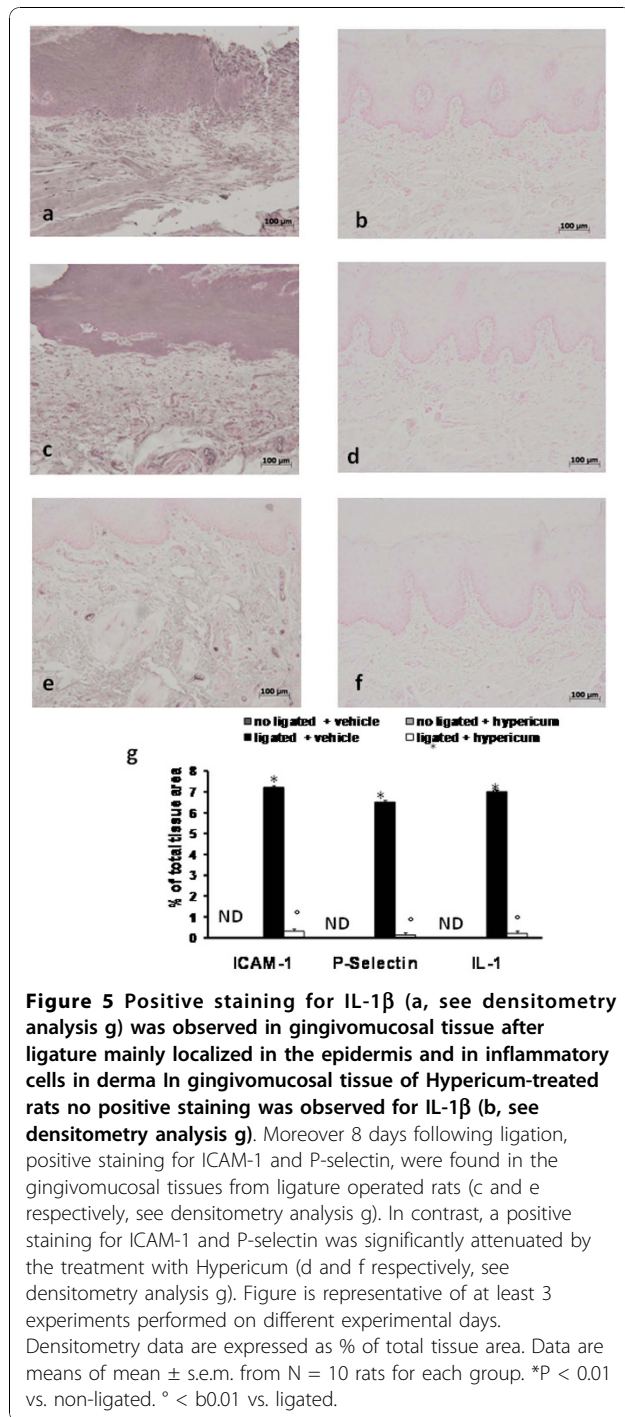 100 µm
a
100 µm
b
100 µm
c
100 µm
d
100 µm
e
100 µm
f
■ no ligated + vehicle ■ no ligated + hypericum
■ ligated + vehicle □ ligated + hypericum
*
g
% of total tissue area
8
7
6
5
4
3
2
1
0
* * *
ND ° ND ° ND °
ICAM-1 P-Selectin IL-1
Figure 5 Positive staining for IL-1β (a, see densitometry
analysis g) was observed in gingivomucosal tissue after
ligature mainly localized in the epidermis and in inflammatory
cells in derma In gingivomucosal tissue of Hypericum-treated
rats no positive staining was observed for IL-1β (b, see
densitometry analysis g). Moreover 8 days following ligation,
positive staining for ICAM-1 and P-selectin, were found in the
gingivomucosal tissues from ligature operated rats (c and e
respectively, see densitometry analysis g). In contrast, a positive
staining for ICAM-1 and P-selectin was significantly attenuated by
the treatment with Hypericum (d and f respectively, see
densitometry analysis g). Figure is representative of at least 3
experiments performed on different experimental days.
Densitometry data are expressed as % of total tissue area. Data are
means of mean ± s.e.m. from N = 10 rats for each group. *P < 0.01
vs. non-ligated. ° < b0.01 vs. ligated.